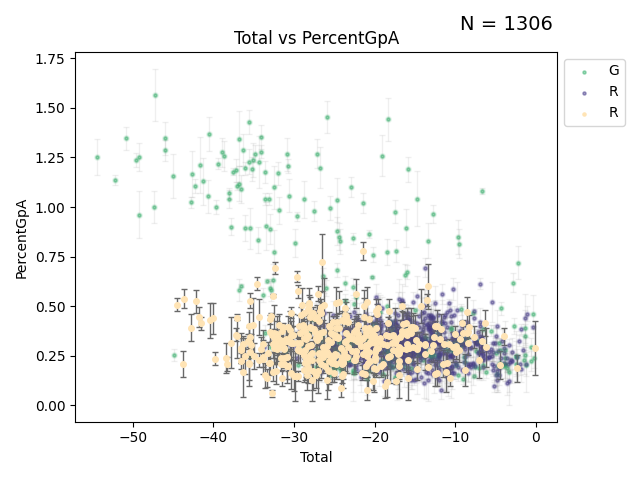 N = 1306
Total vs PercentGpA
G
R
R
PercentGpA
1.75
1.50
1.25
1.00
0.75
0.50
0.25
0.00
−50
−40
−30
−20
−10
0
Total